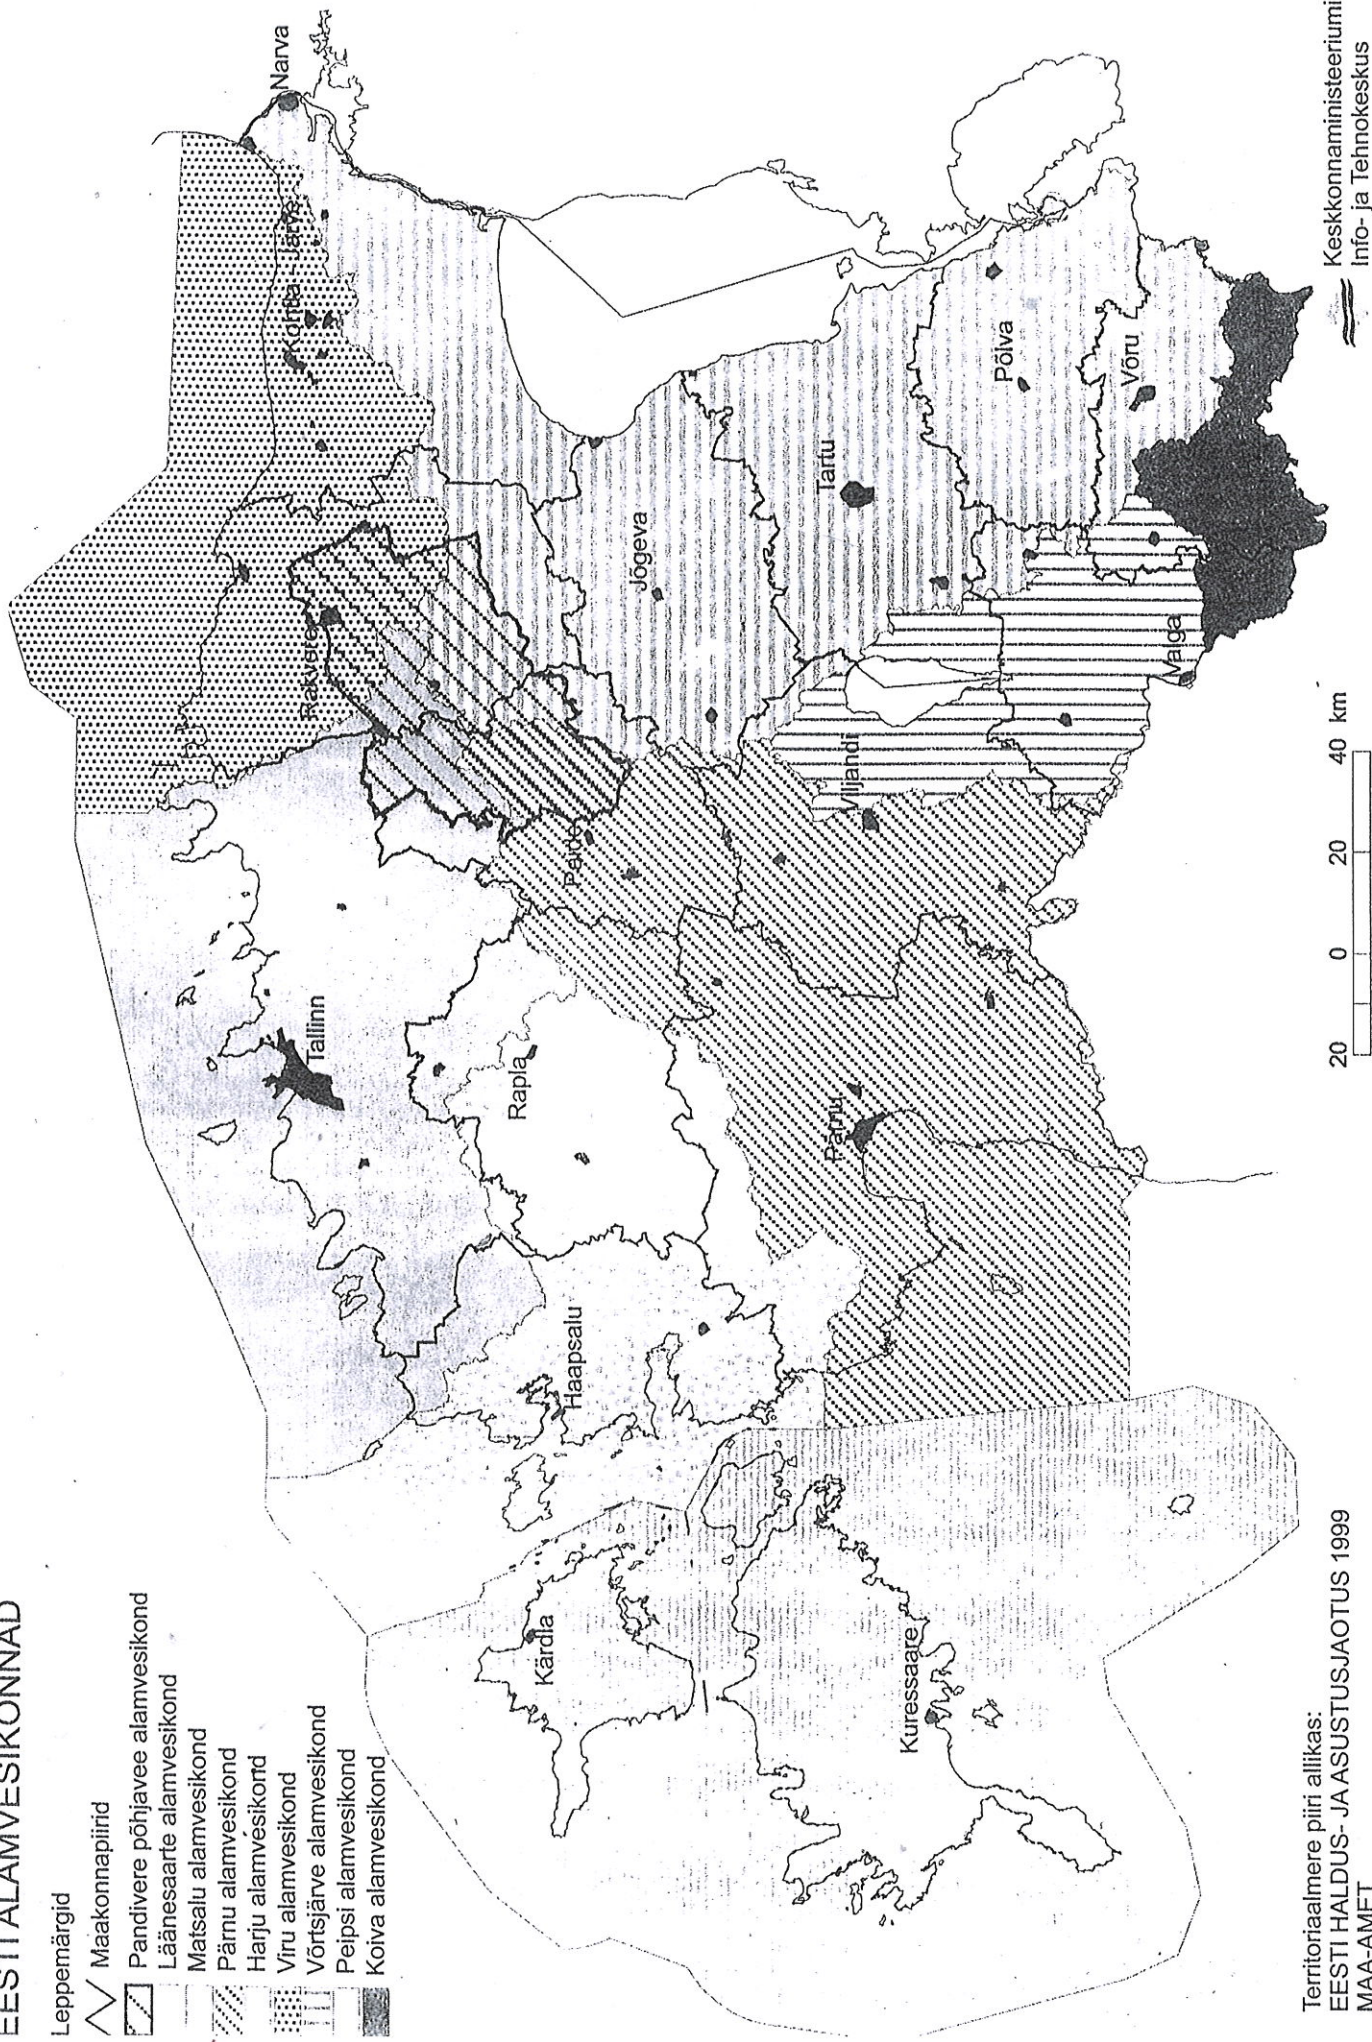 EESTI ALAMVESIKONNAD
Leppemärgid
Maakonnapiirid
Pandivere põhjavee alamvesikond
Läänesaarte alamvesikond
Matsalu alamvesikond
Pärnu alamvesikond
Harju alamvesikond
Viru alamvesikond
Võrtsjärve alamvesikond
Peipsi alamvesikond
Koiva alamvesikond
Narva
Kohtla - Järve
Rakvere
Tallinn
Rapla
Haapsalu
Kärdla
Kuressaare
Pärnu
Paide
Viljandi
Jõgeva
Tartu
Põlva
Võru
Valga
20 0 20 40 km
Territoriaalmere piiri allikas:
EESTI HALDUS- JA ASUSTUSJAOTUS 1999
MAA-AMET
Keskkonnaministeeriumi
Info- ja Tehnokeskus